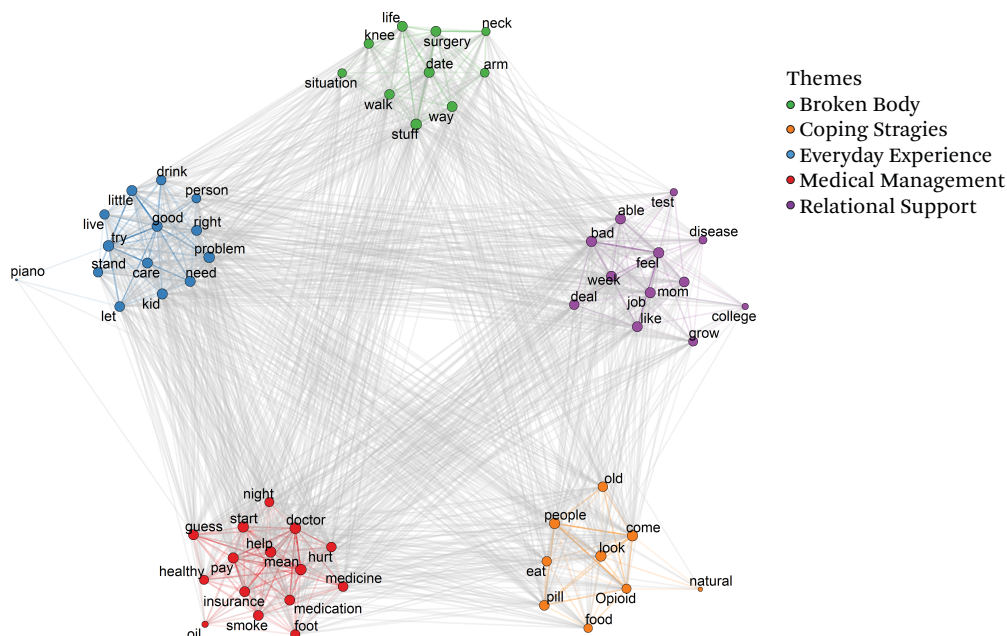 life
neck
knee
surgery
date
arm
situation
walk
way
stuff
Themes
Broken Body
Coping Stragies
Everyday Experience
Medical Management
Relational Support
drink
little
person
live
good
right
try
problem
stand
care
need
piano
kid
let
test
able
bad
disease
feel
week
mom
deal
job
college
like
grow
night
guess
start
doctor
help
hurt
mean
healthy
pay
medicine
insurance
medication
smoke
foot
oil
old
people
come
look
eat
natural
pill
Opioid
food